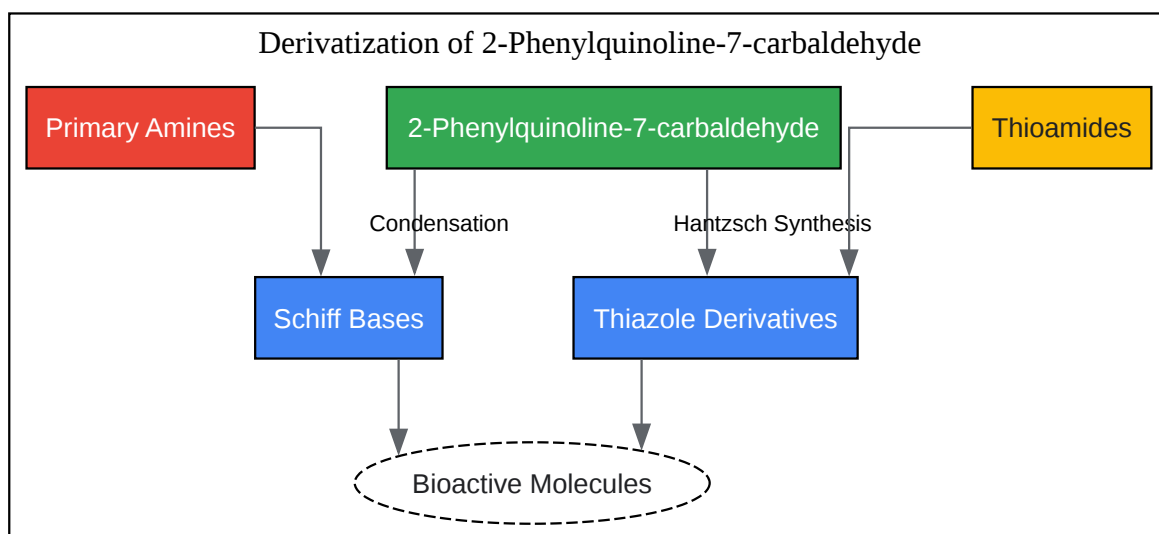 Derivatization of 2-Phenylquinoline-7-carbaldehyde
Primary Amines
2-Phenylquinoline-7-carbaldehyde
Thioamides
Condensation
Hantzsch Synthesis
Schiff Bases
Thiazole Derivatives
Bioactive Molecules